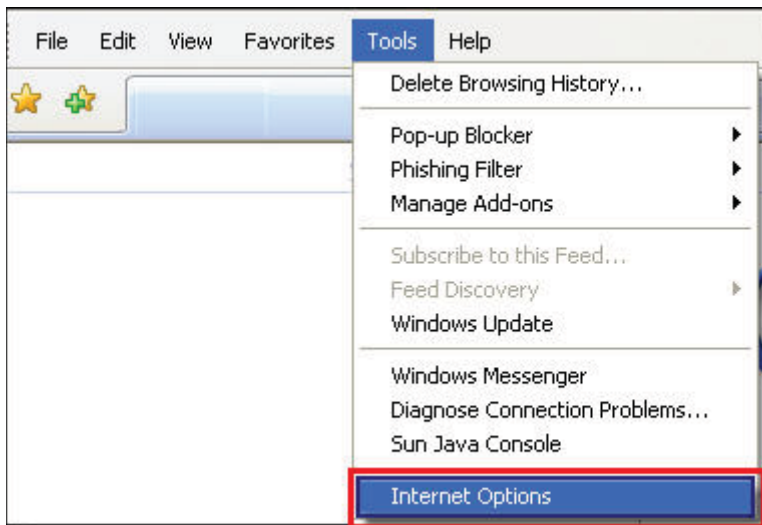 File Edit View Favorites Tools Help
Delete Browsing History...
Pop-up Blocker
Phishing Filter
Manage Add-ons
Subscribe to this Feed...
Feed Discovery
Windows Update
Windows Messenger
Diagnose Connection Problems...
Sun Java Console
Internet Options